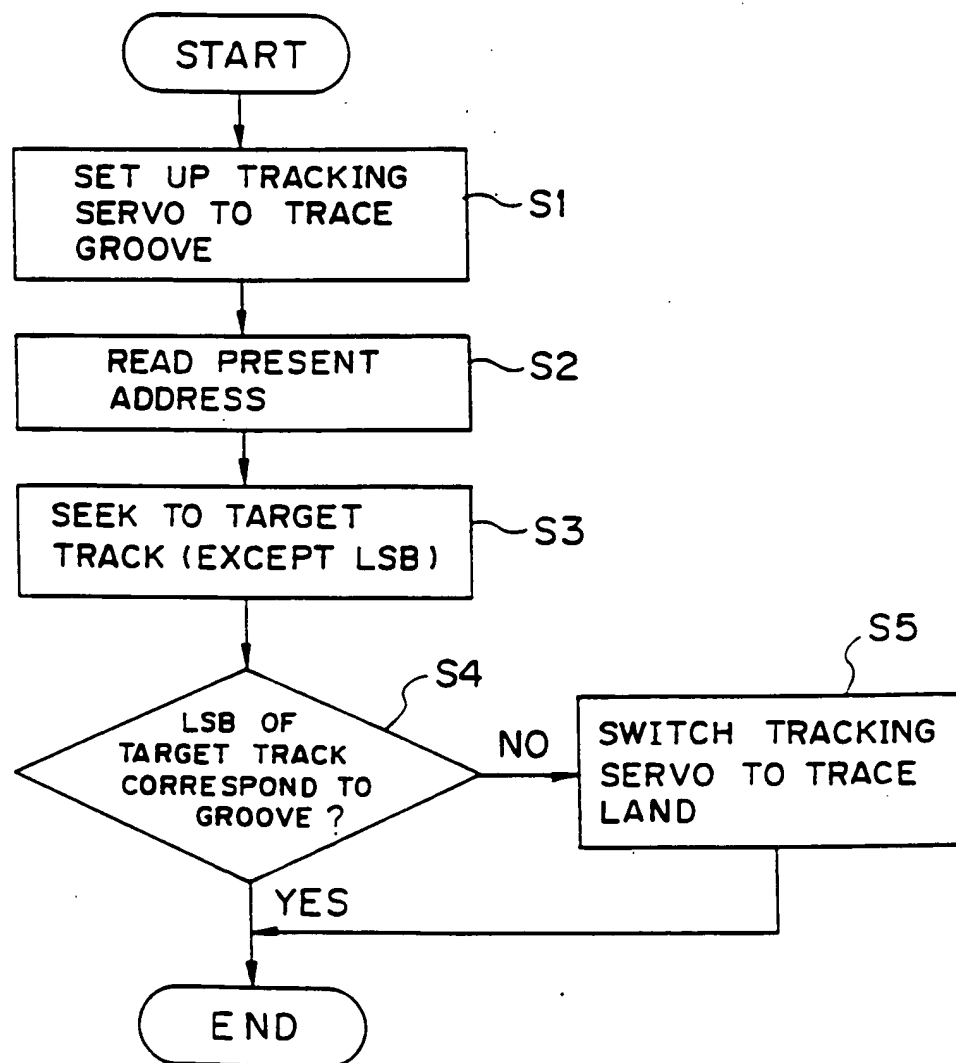 START
SET UP TRACKING
SERVO TO TRACE
GROOVE
S1
READ PRESENT
ADDRESS
S2
SEEK TO TARGET
TRACK (EXCEPT LSB)
S3
LSB OF
TARGET TRACK
CORRESPOND TO
GROOVE ?
S4
NO
SWITCH TRACKING
SERVO TO TRACE
LAND
S5
YES
END